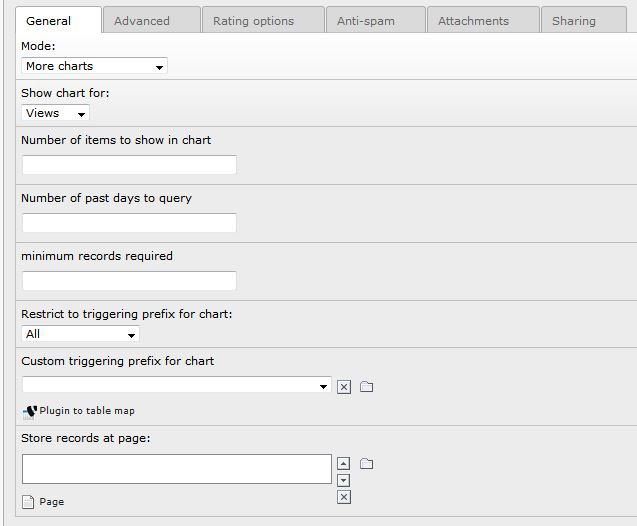 General Advanced Rating options Anti-spam Attachments Sharing
Mode:
More charts
Show chart for:
Views
Number of items to show in chart
Number of past days to query
minimum records required
Restrict to triggering prefix for chart:
All
Custom triggering prefix for chart
Plugin to table map
Store records at page:
Page